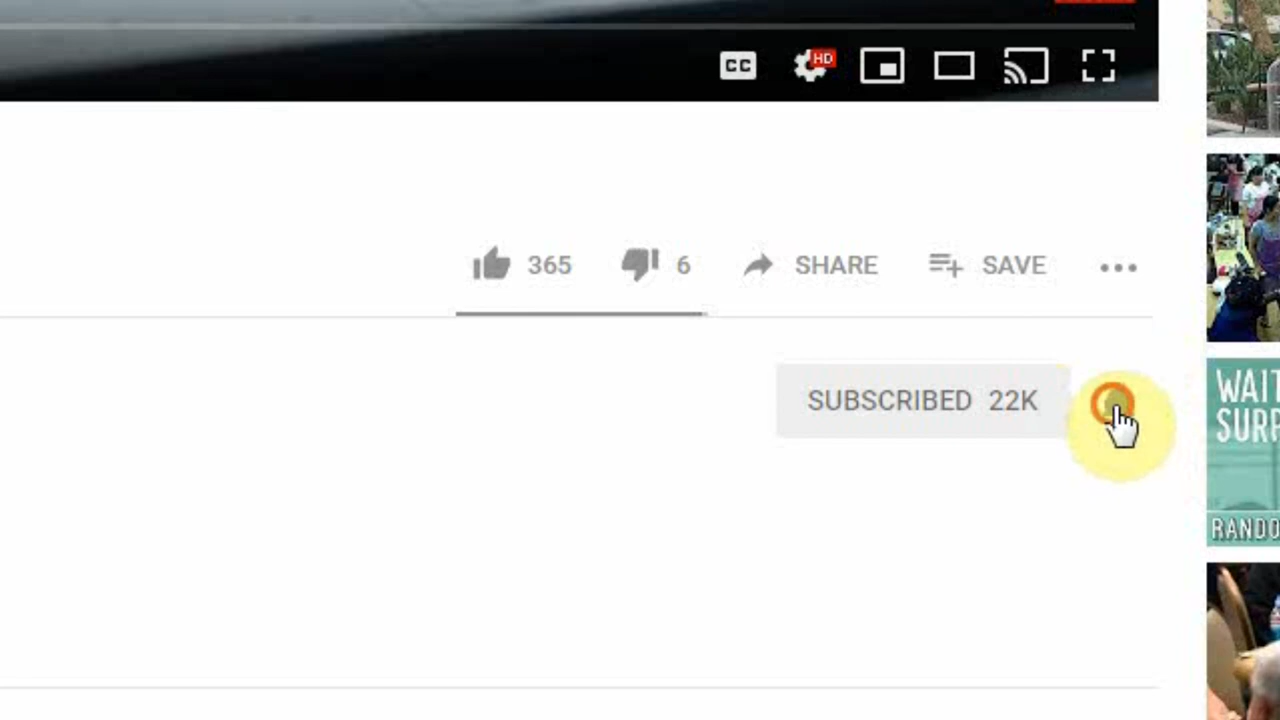 CC HD
365 6 SHARE SAVE
SUBSCRIBED 22K
WAIT
SURP
RANDO